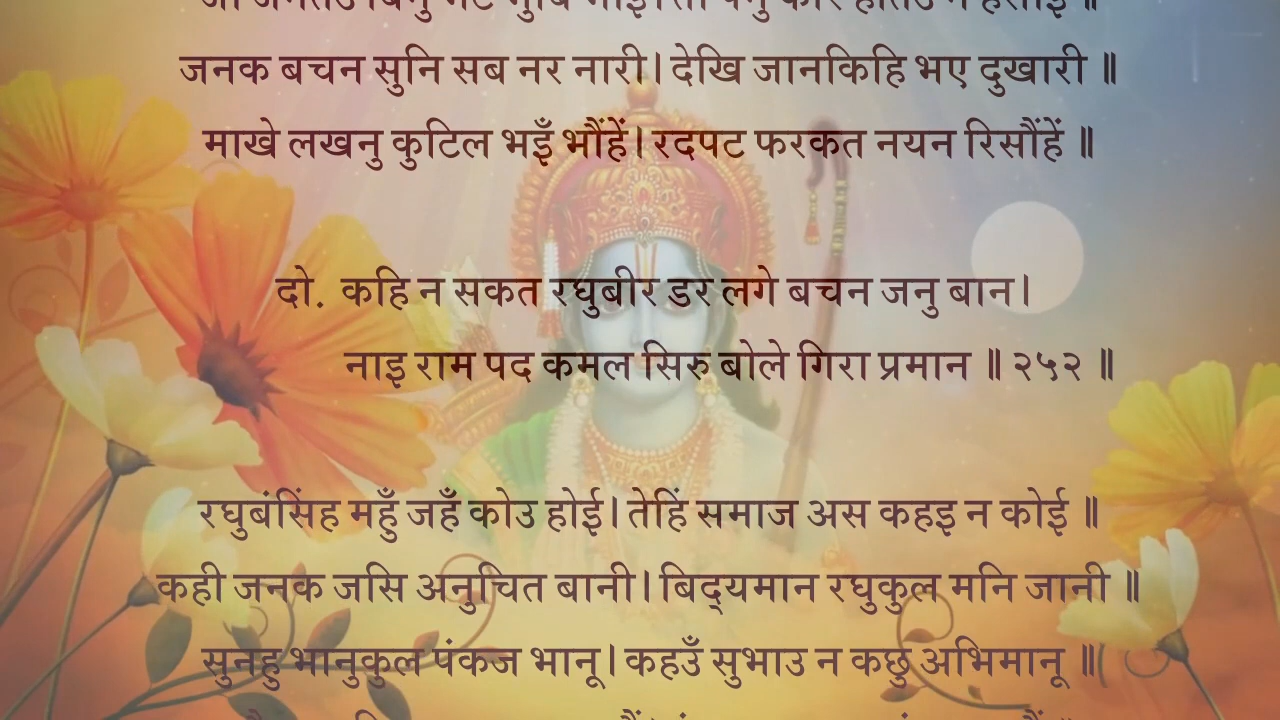 जनक बचन सुनि सब नर नारी। देखि जानकिहि भए दुखारी ॥
माखे लखनु कुटिल भइँ भौंहें। रदपट फरकत नयन रिसौंहें ॥
दो. कहि न सकत रघुबीर डर लगे बचन जनु बान।
नाइ राम पद कमल सिरु बोले गिरा प्रमान ॥ २५२ ॥
रघुबंसिंह महुँ जहँ कोउ होई। तेहिं समाज अस कहइ न कोई ॥
कही जनक जसि अनुचित बानी। बिद्यमान रघुकुल मनि जानी ॥
सुनहु भानुकुल पंकज भानू। कहउँ सुभाउ न कछु अभिमानू ॥